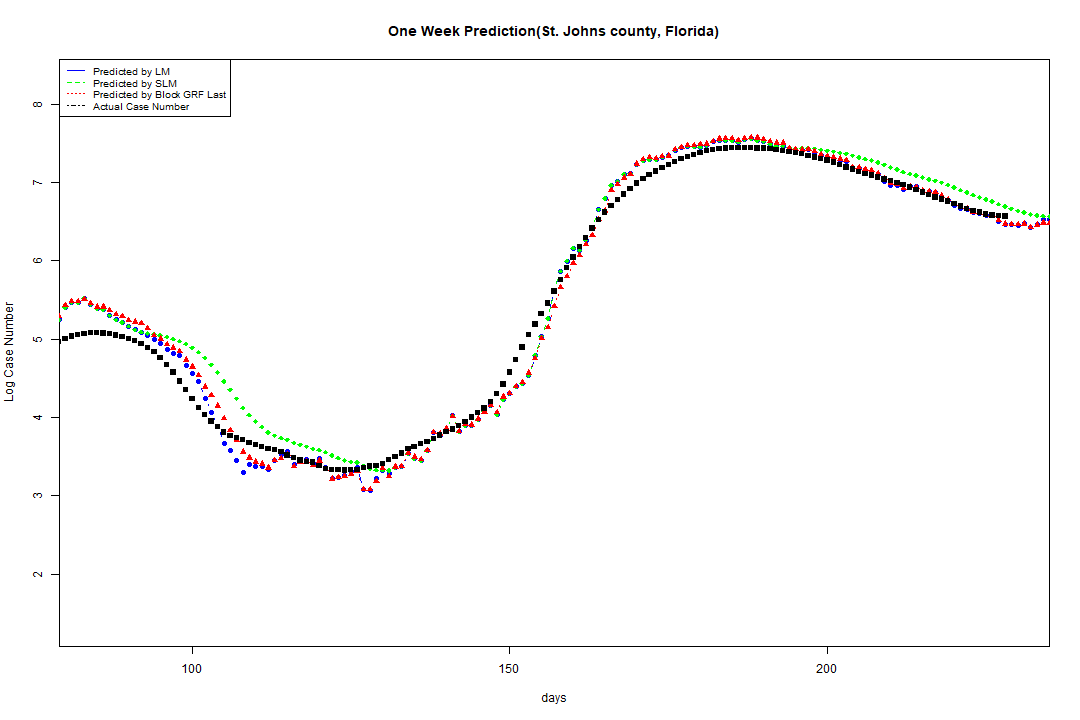 One Week Prediction(St. Johns county, Florida)
Predicted by LM
Predicted by SLM
Predicted by Block GRF Last
Actual Case Number
8
7
6
5
4
3
2
Log Case Number
100 150 200
days